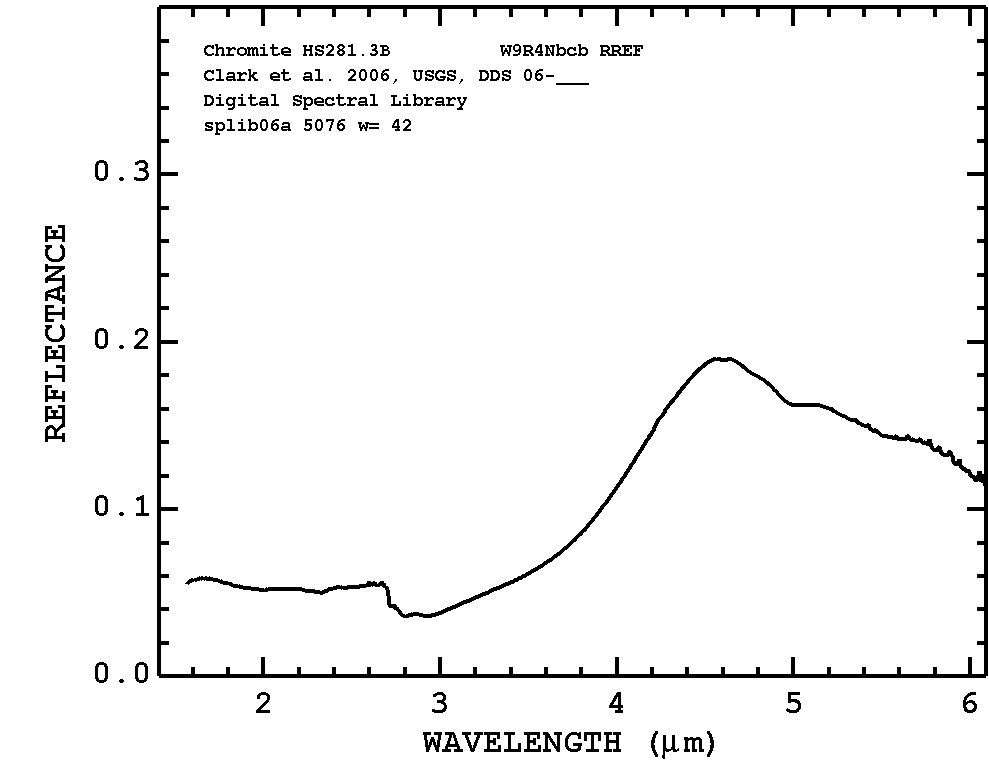 Chromite HS281.3B W9R4Nbcb RREF
Clark et al. 2006, USGS, DDS 06-___
Digital Spectral Library
splib06a 5076 w= 42
0.3
0.2
0.1
0.0
REFLECTANCE
2 3 4 5 6
WAVELENGTH (μm)